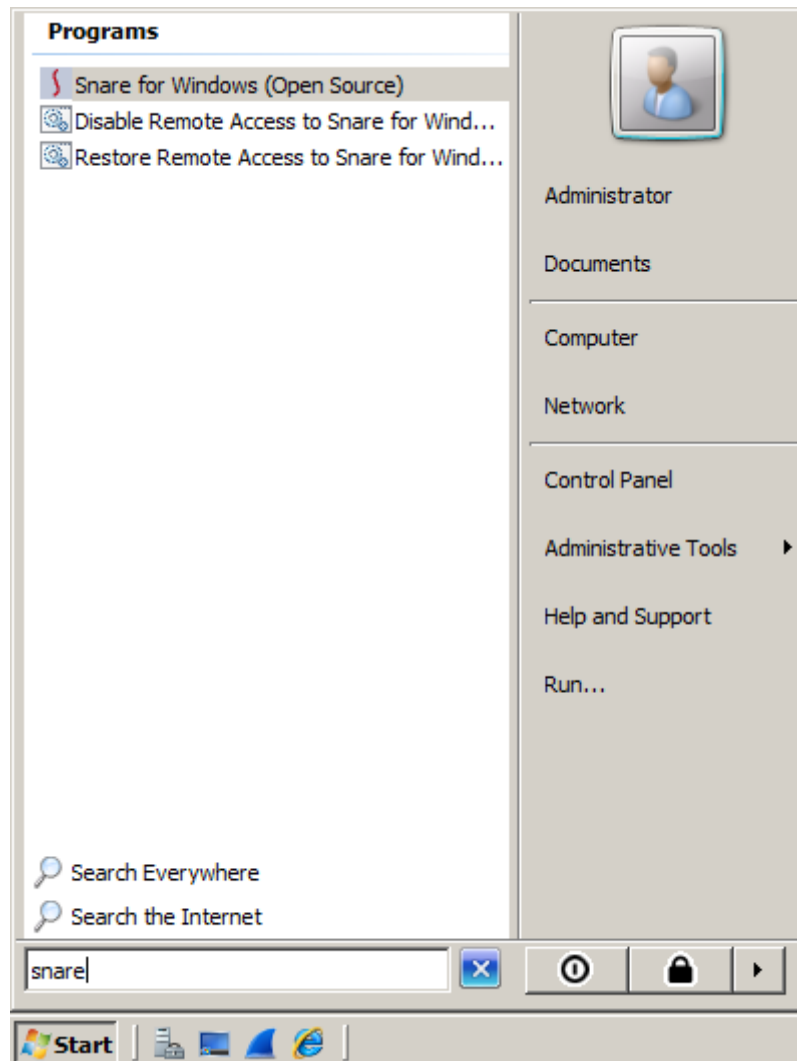 Programs
Snare for Windows (Open Source)
Disable Remote Access to Snare for Wind...
Restore Remote Access to Snare for Wind...
Search Everywhere
Search the Internet
snare
Administrator
Documents
Computer
Network
Control Panel
Administrative Tools
Help and Support
Run...
Start